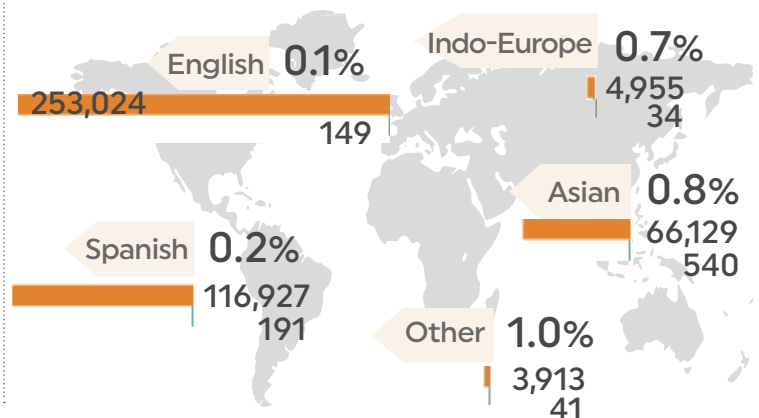 English 0.1%
253,024
149
Indo-Europe 0.7%
4,955
34
Asian 0.8%
66,129
540
Spanish 0.2%
116,927
191
Other 1.0%
3,913
41